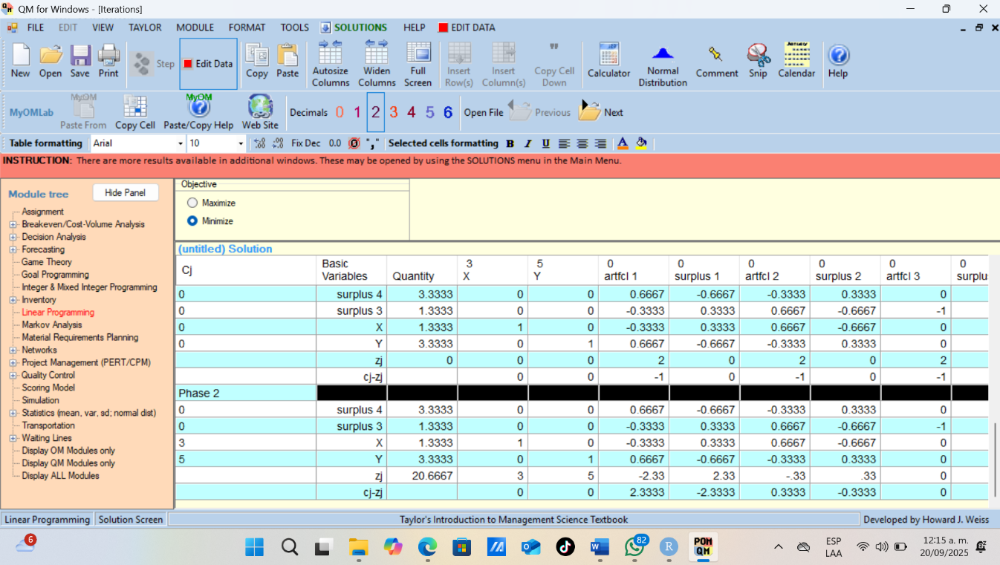 QM for Windows - [Iterations]
FILE EDIT VIEW TAYLOR MODULE FORMAT TOOLS SOLUTIONS HELP EDIT DATA
New Open Save Print Step Edit Data Copy Paste Autosize Columns Widen Columns Full Screen Insert Row(s) Insert Column(s) Copy Cell Down Calculator Normal Distribution Comment Snip Calendar Help
MyOMLab Paste From Copy Cell Paste/Copy Help Web Site Decimals 0 1 2 3 4 5 6 Open File Previous Next
Table formatting Arial 10 Fix Dec 0.0 "," Selected cells formatting B I U A
INSTRUCTION: There are more results available in additional windows. These may be opened by using the SOLUTIONS menu in the Main Menu.
Module tree Hide Panel
Assignment
Breakeven/Cost-Volume Analysis
Decision Analysis
Forecasting
Game Theory
Goal Programming
Integer & Mixed Integer Programming
Inventory
Linear Programming
Markov Analysis
Material Requirements Planning
Networks
Project Management (PERT/CPM)
Quality Control
Scoring Model
Simulation
Statistics (mean, var, sd; normal dist)
Transportation
Waiting Lines
Display OM Modules only
Display QM Modules only
Display ALL Modules
Objective
Maximize
Minimize
(untitled) Solution
Cj Basic Variables Quantity 3 X 5 Y 0 artfcl 1 0 surplus 1 0 artfcl 2 0 surplus 2 0 artfcl 3 0 surplu
0 surplus 4 3.3333 0 0 0.6667 -0.6667 -0.3333 0.3333 0
0 surplus 3 1.3333 0 0 -0.3333 0.3333 0.6667 -0.6667 -1
0 X 1.3333 1 0 -0.3333 0.3333 0.6667 -0.6667 0
0 Y 3.3333 0 1 0.6667 -0.6667 -0.3333 0.3333 0
zj 0 0 0 2 0 2 0 2
cj-zj 0 0 -1 0 -1 0 -1
Phase 2
0 surplus 4 3.3333 0 0 0.6667 -0.6667 -0.3333 0.3333 0
0 surplus 3 1.3333 0 0 -0.3333 0.3333 0.6667 -0.6667 -1
3 X 1.3333 1 0 -0.3333 0.3333 0.6667 -0.6667 0
5 Y 3.3333 0 1 0.6667 -0.6667 -0.3333 0.3333 0
zj 20.6667 3 5 -2.33 2.33 -.33 .33 0
cj-zj 0 0 2.3333 -2.3333 0.3333 -0.3333 0
Linear Programming Solution Screen Taylor's Introduction to Management Science Textbook Developed by Howard J. Weiss
6 82 POM QM ESP LAA 12:15 a. m. 20/09/2025